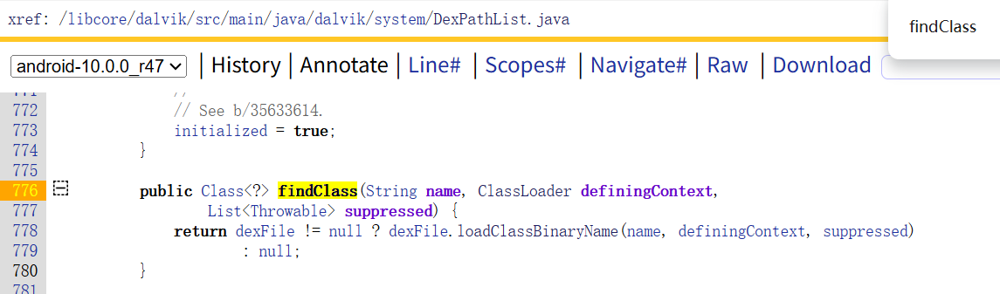 xref: /libcore/dalvik/src/main/java/dalvik/system/DexPathList.java
findClass
android-10.0.0_r47 | History | Annotate | Line# | Scopes# | Navigate# | Raw | Download
771 //
772 // See b/35633614.
773 initialized = true;
774 }
775
776 public Class<?> findClass(String name, ClassLoader definingContext,
777 List<Throwable> suppressed) {
778 return dexFile != null ? dexFile.loadClassBinaryName(name, definingContext, suppressed)
779 : null;
780 }
781